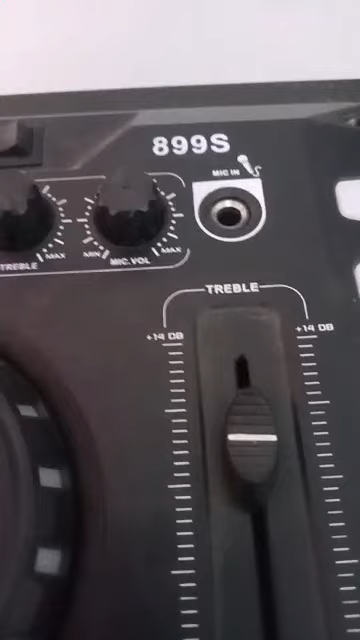 899S
MIC IN
TREBLE
MAX
MIN
MIC. VOL
MAX
TREBLE
+14 DB
+14 DB